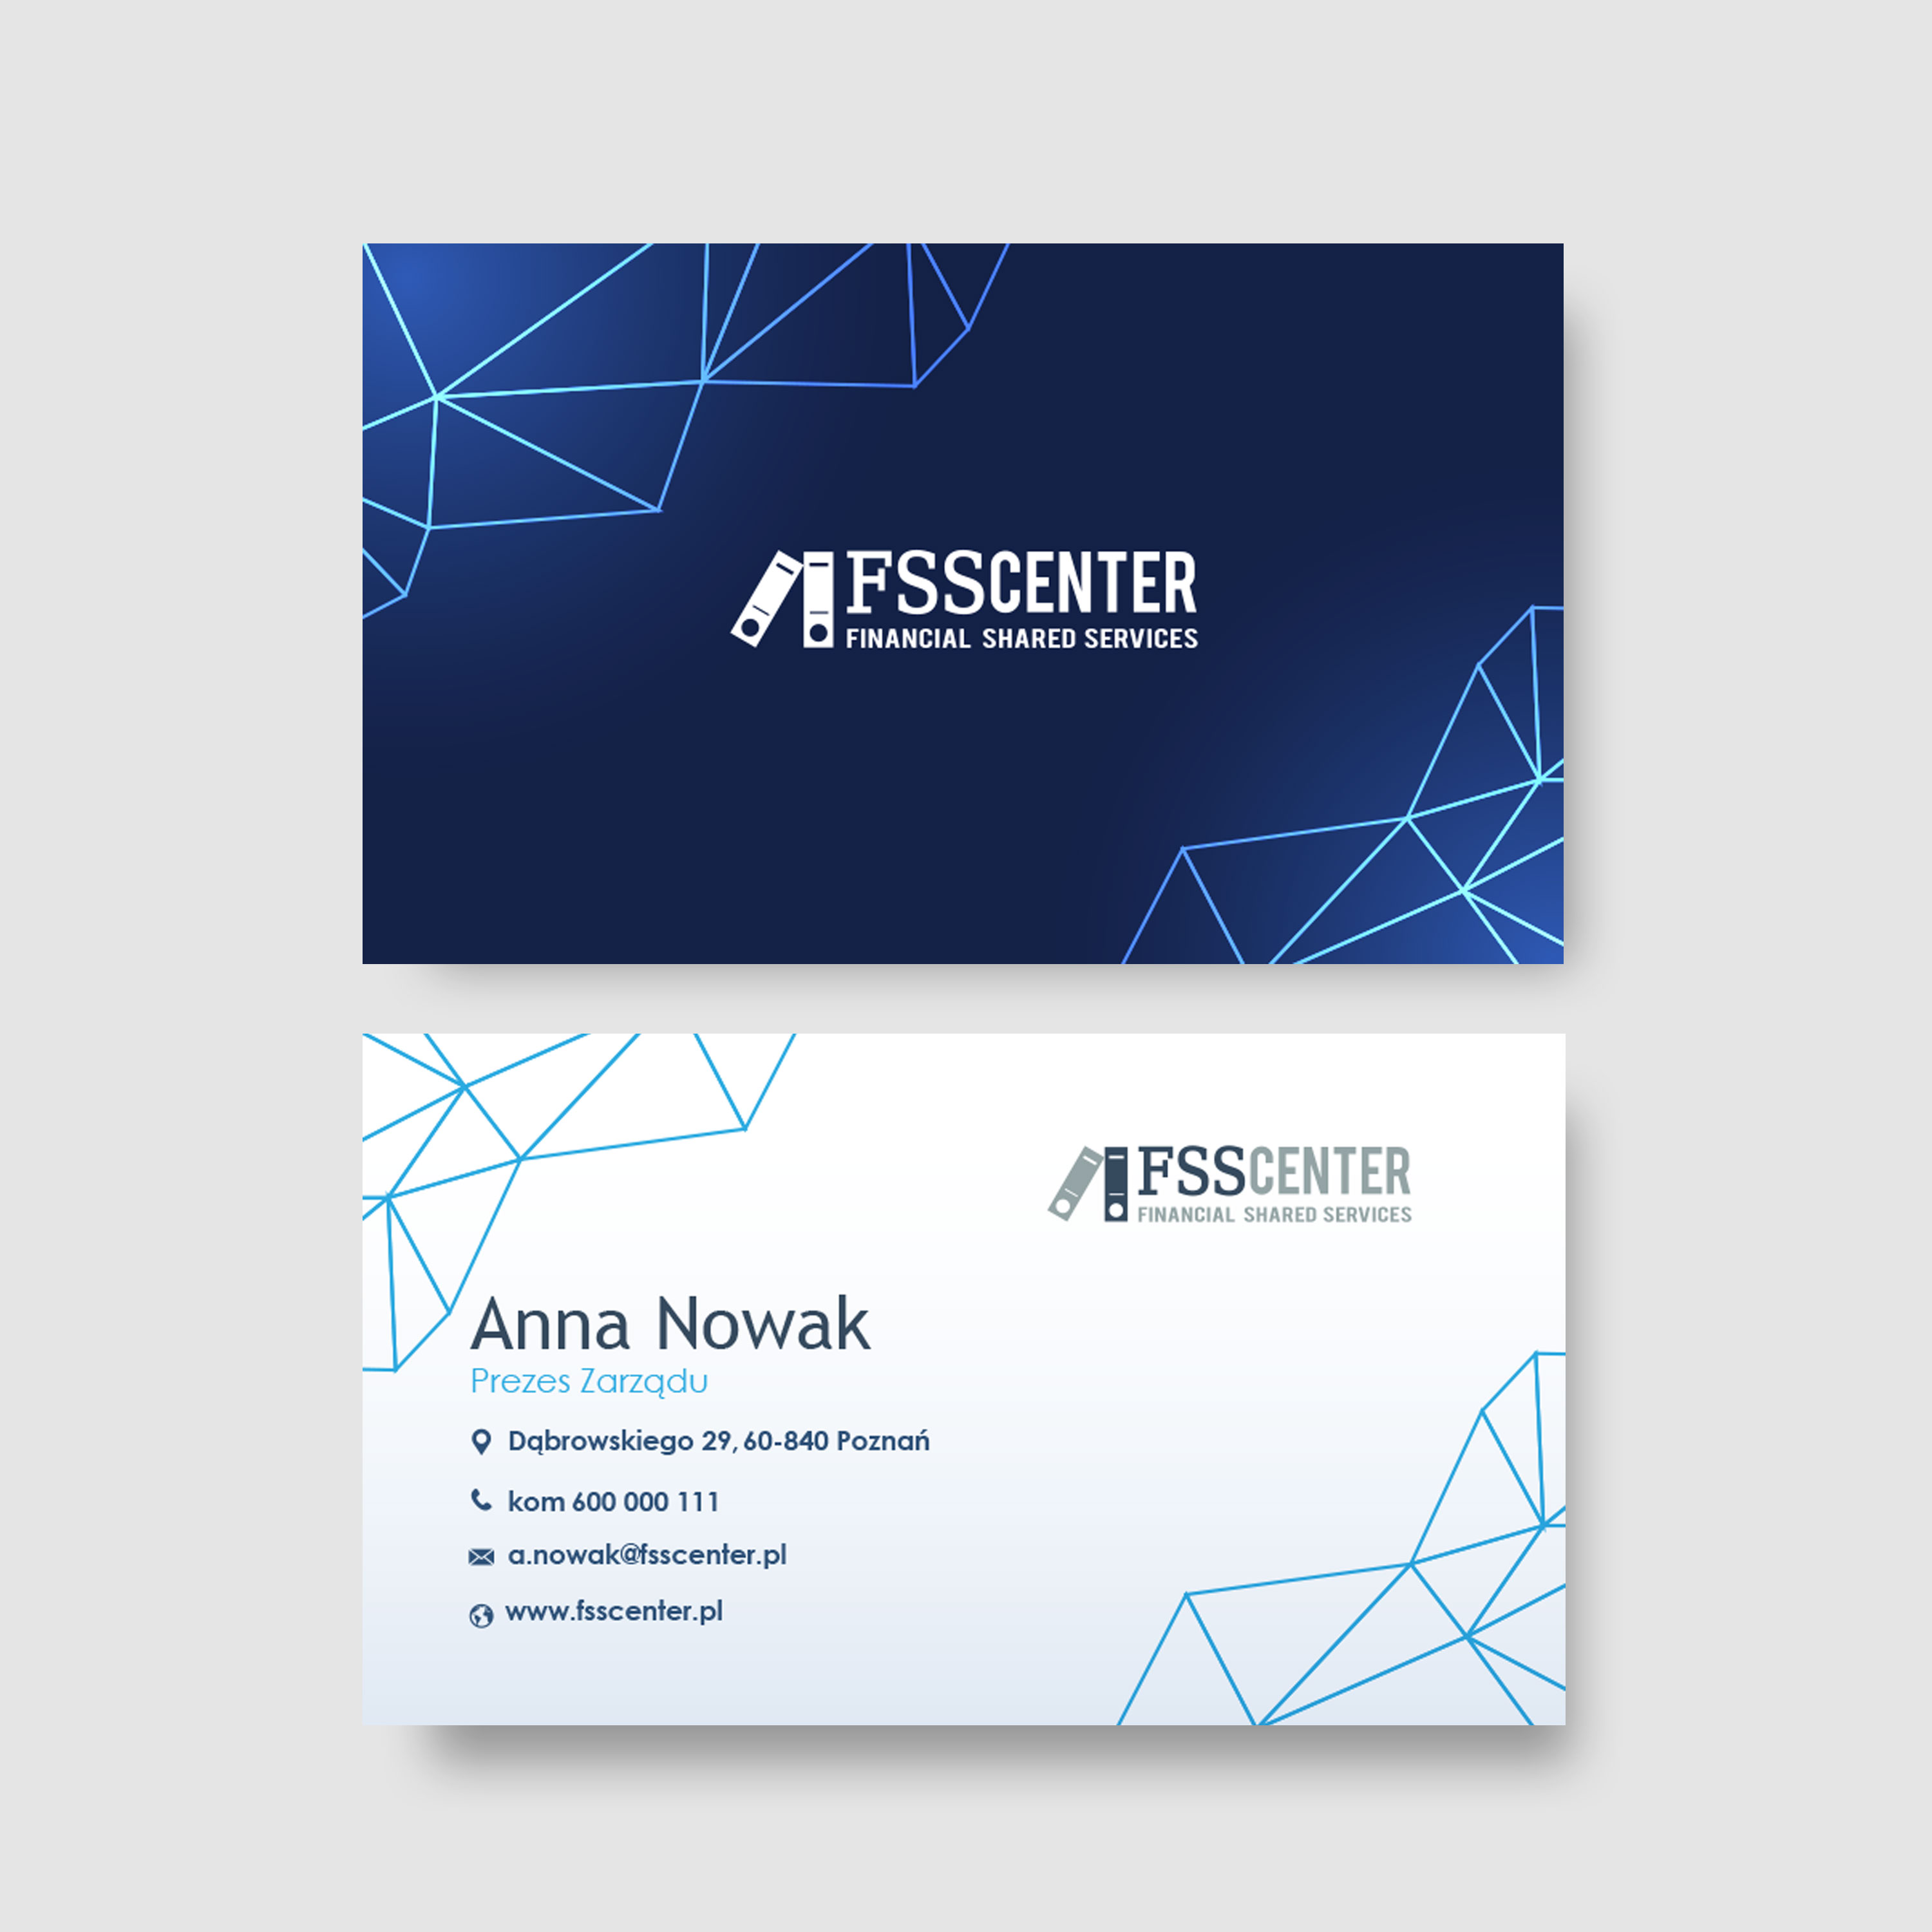 FSSCENTER
FINANCIAL SHARED SERVICES
FSSCENTER
FINANCIAL SHARED SERVICES
Anna Nowak
Prezes Zarządu
Dąbrowskiego 29, 60-840 Poznań
kom 600 000 111
a.nowak@fsscenter.pl
www.fsscenter.pl